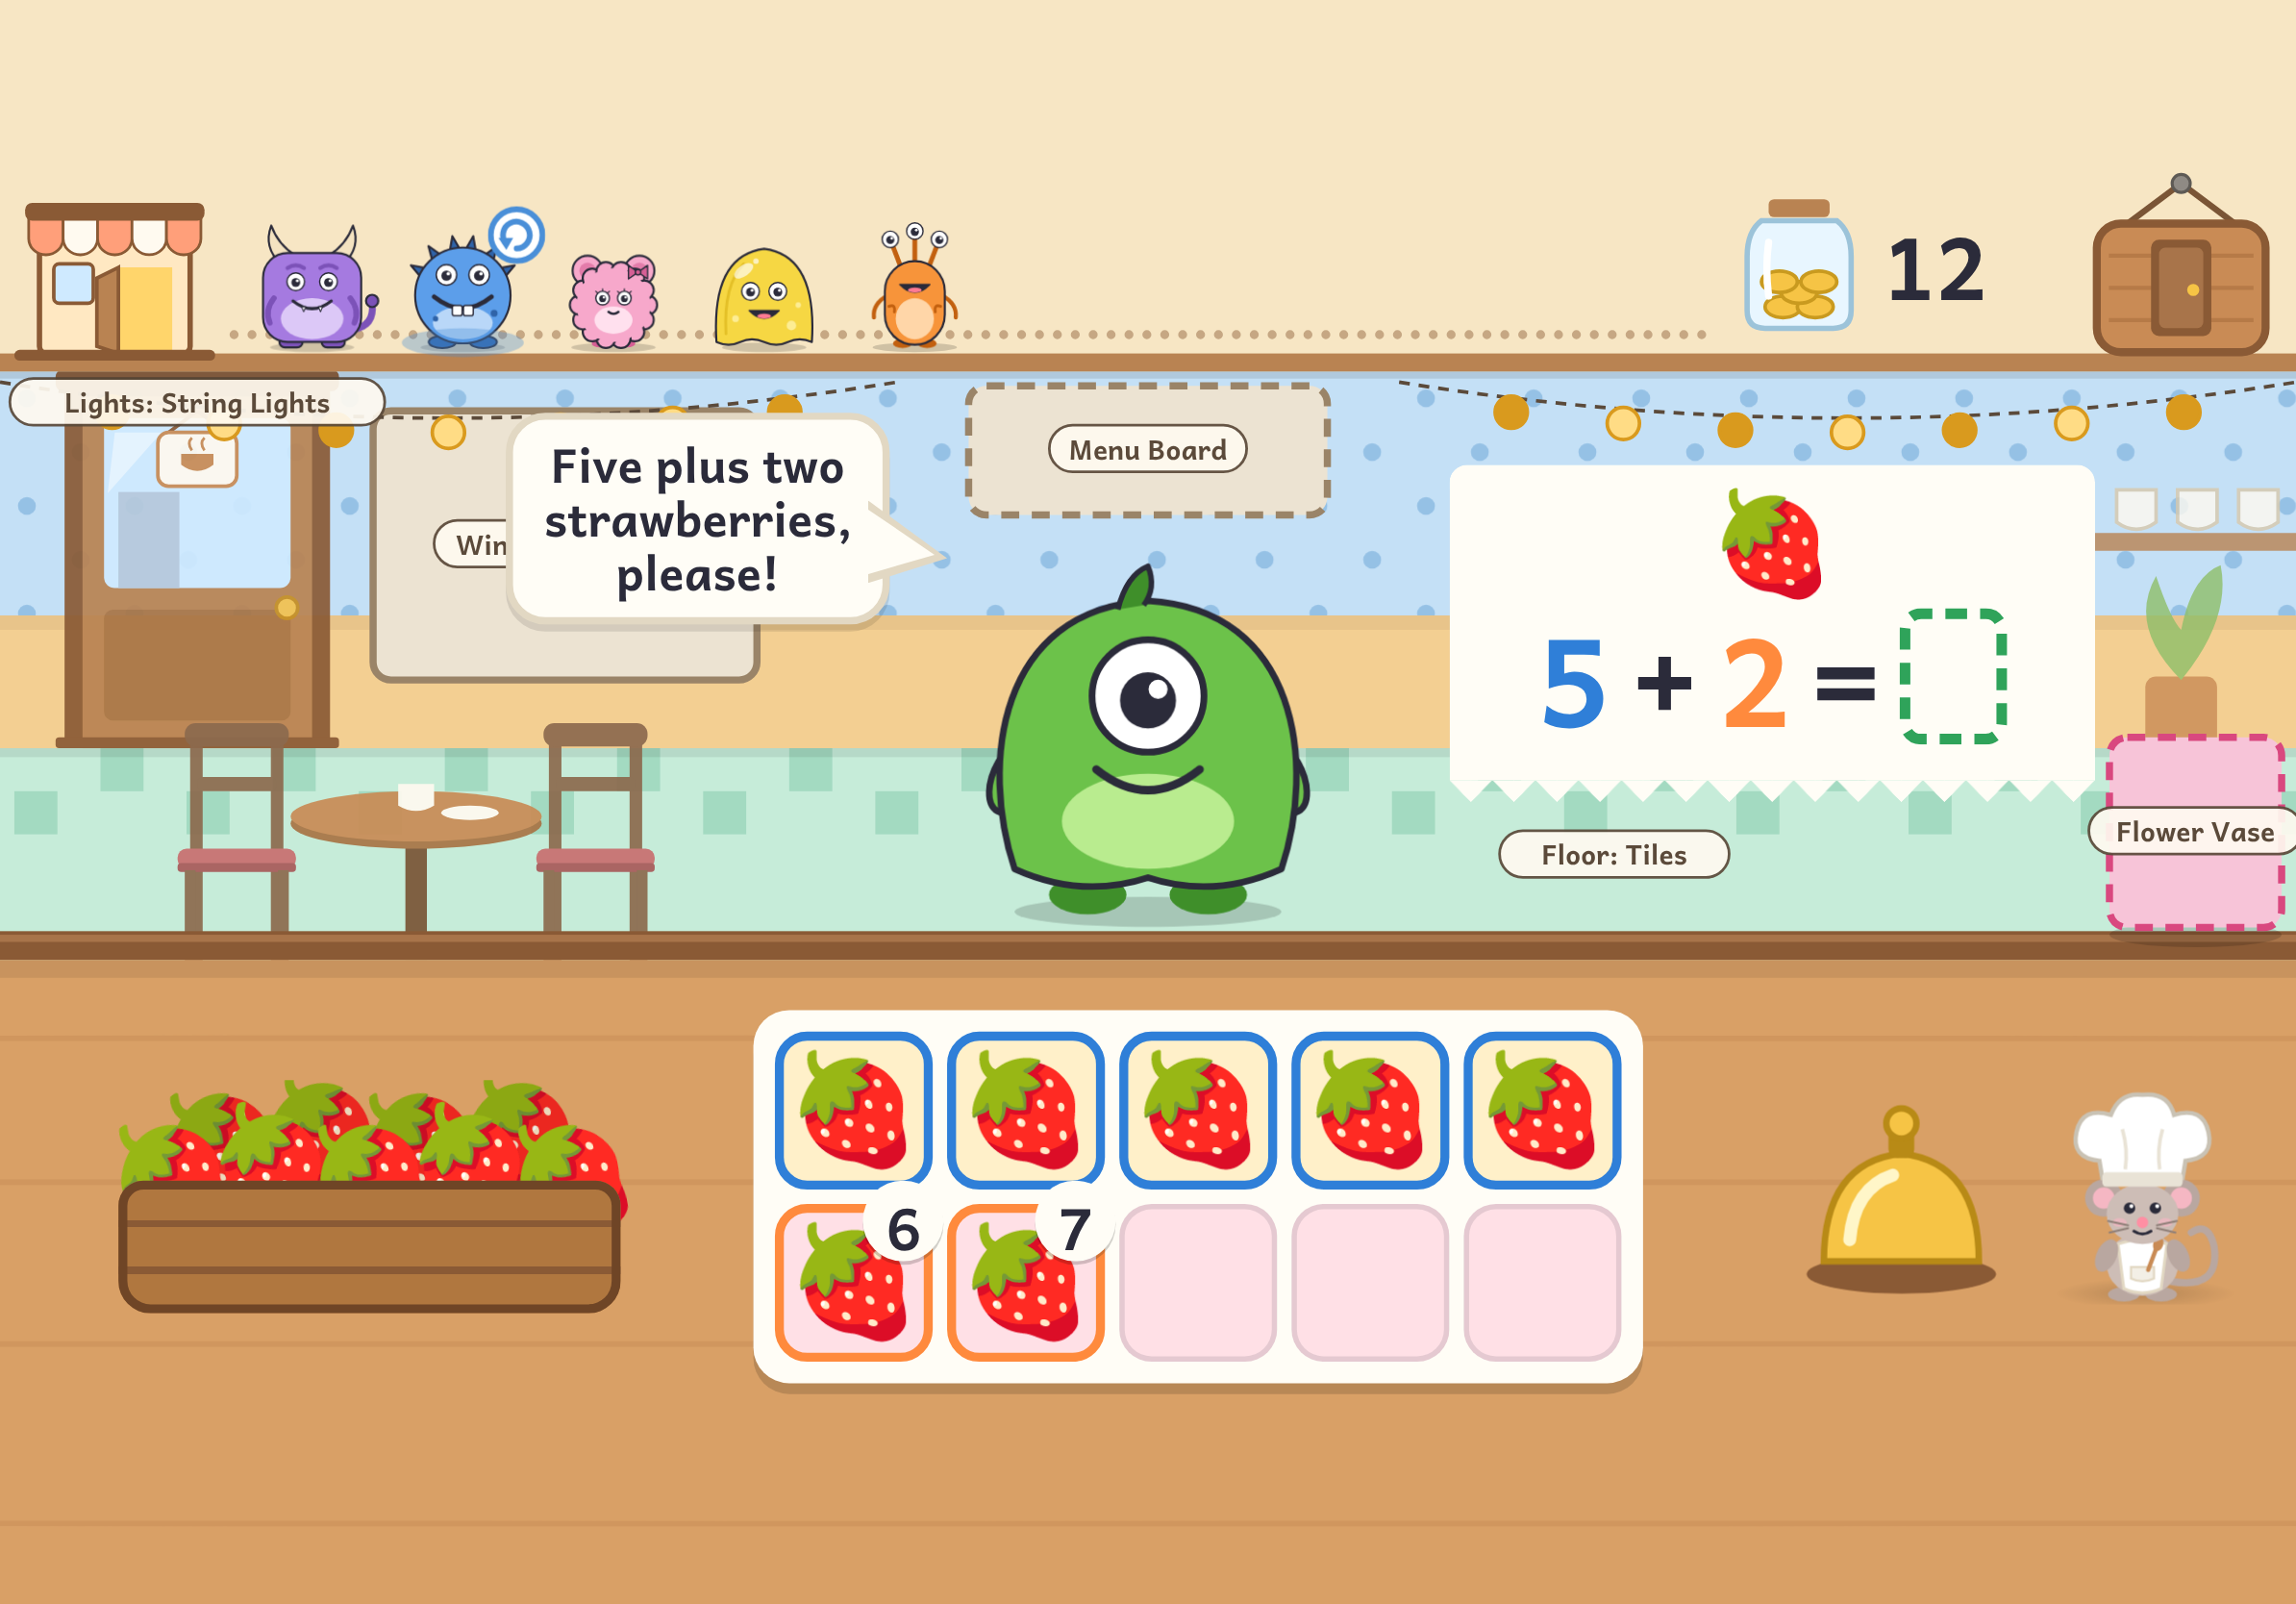 12
Lights: String Lights
Menu Board
Win
Five plus two
strawberries,
please!
5 + 2 =
Floor: Tiles
Flower Vase
6
7